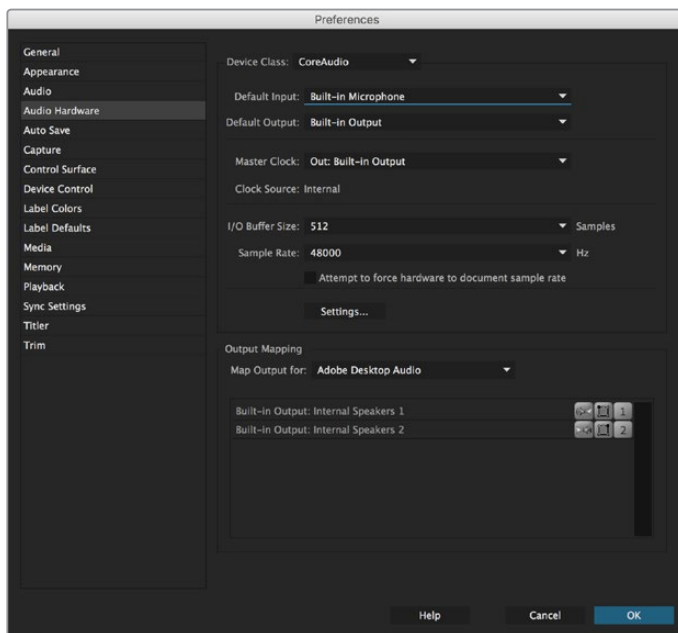 Preferences
General
Appearance
Audio
Audio Hardware
Auto Save
Capture
Control Surface
Device Control
Label Colors
Label Defaults
Media
Memory
Playback
Sync Settings
Titler
Trim
Device Class: CoreAudio
Default Input: Built-in Microphone
Default Output: Built-in Output
Master Clock: Out: Built-in Output
Clock Source: Internal
I/O Buffer Size: 512 Samples
Sample Rate: 48000 Hz
Attempt to force hardware to document sample rate
Settings...
Output Mapping
Map Output for: Adobe Desktop Audio
Built-in Output: Internal Speakers 1 1
Built-in Output: Internal Speakers 2 2
Help Cancel OK